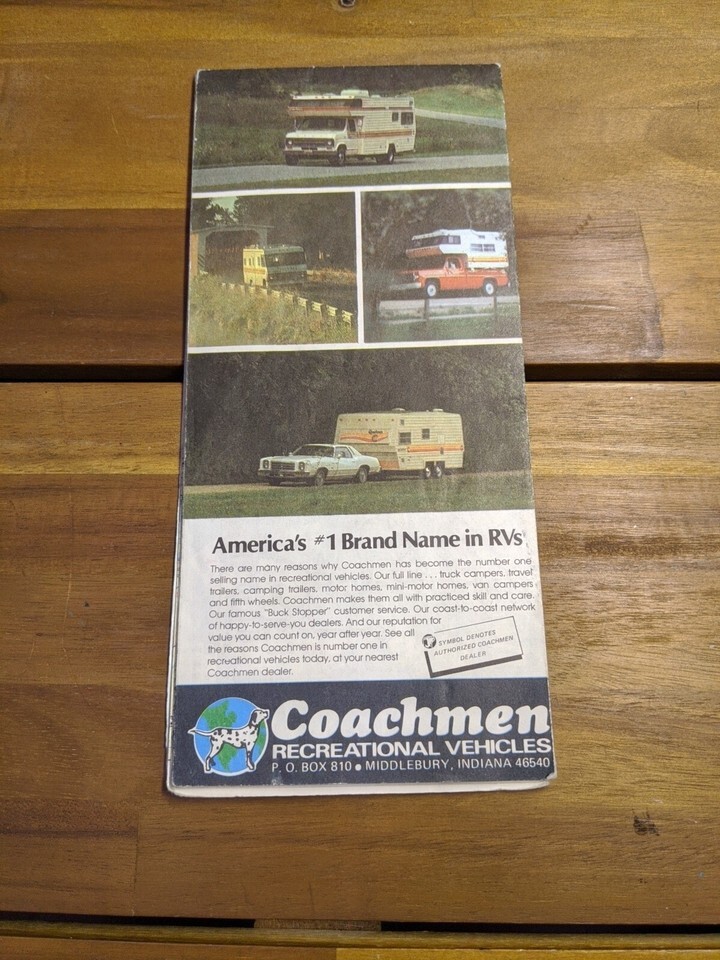 America's #1 Brand Name in RVs
There are many reasons why Coachmen has become the number one
selling name in recreational vehicles. Our full line . . . truck campers, travel
trailers, camping trailers, motor homes, mini-motor homes, van campers
and fifth wheels. Coachmen makes them all with practiced skill and care.
Our famous "Buck Stopper" customer service. Our coast-to-coast network
of happy-to-serve-you dealers. And our reputation for
value you can count on, year after year. See all
the reasons Coachmen is number one in
recreational vehicles today, at your nearest
Coachmen dealer.
SYMBOL DENOTES
AUTHORIZED COACHMEN
DEALER
Coachmen
RECREATIONAL VEHICLES
P. O. BOX 810 ● MIDDLEBURY, INDIANA 46540